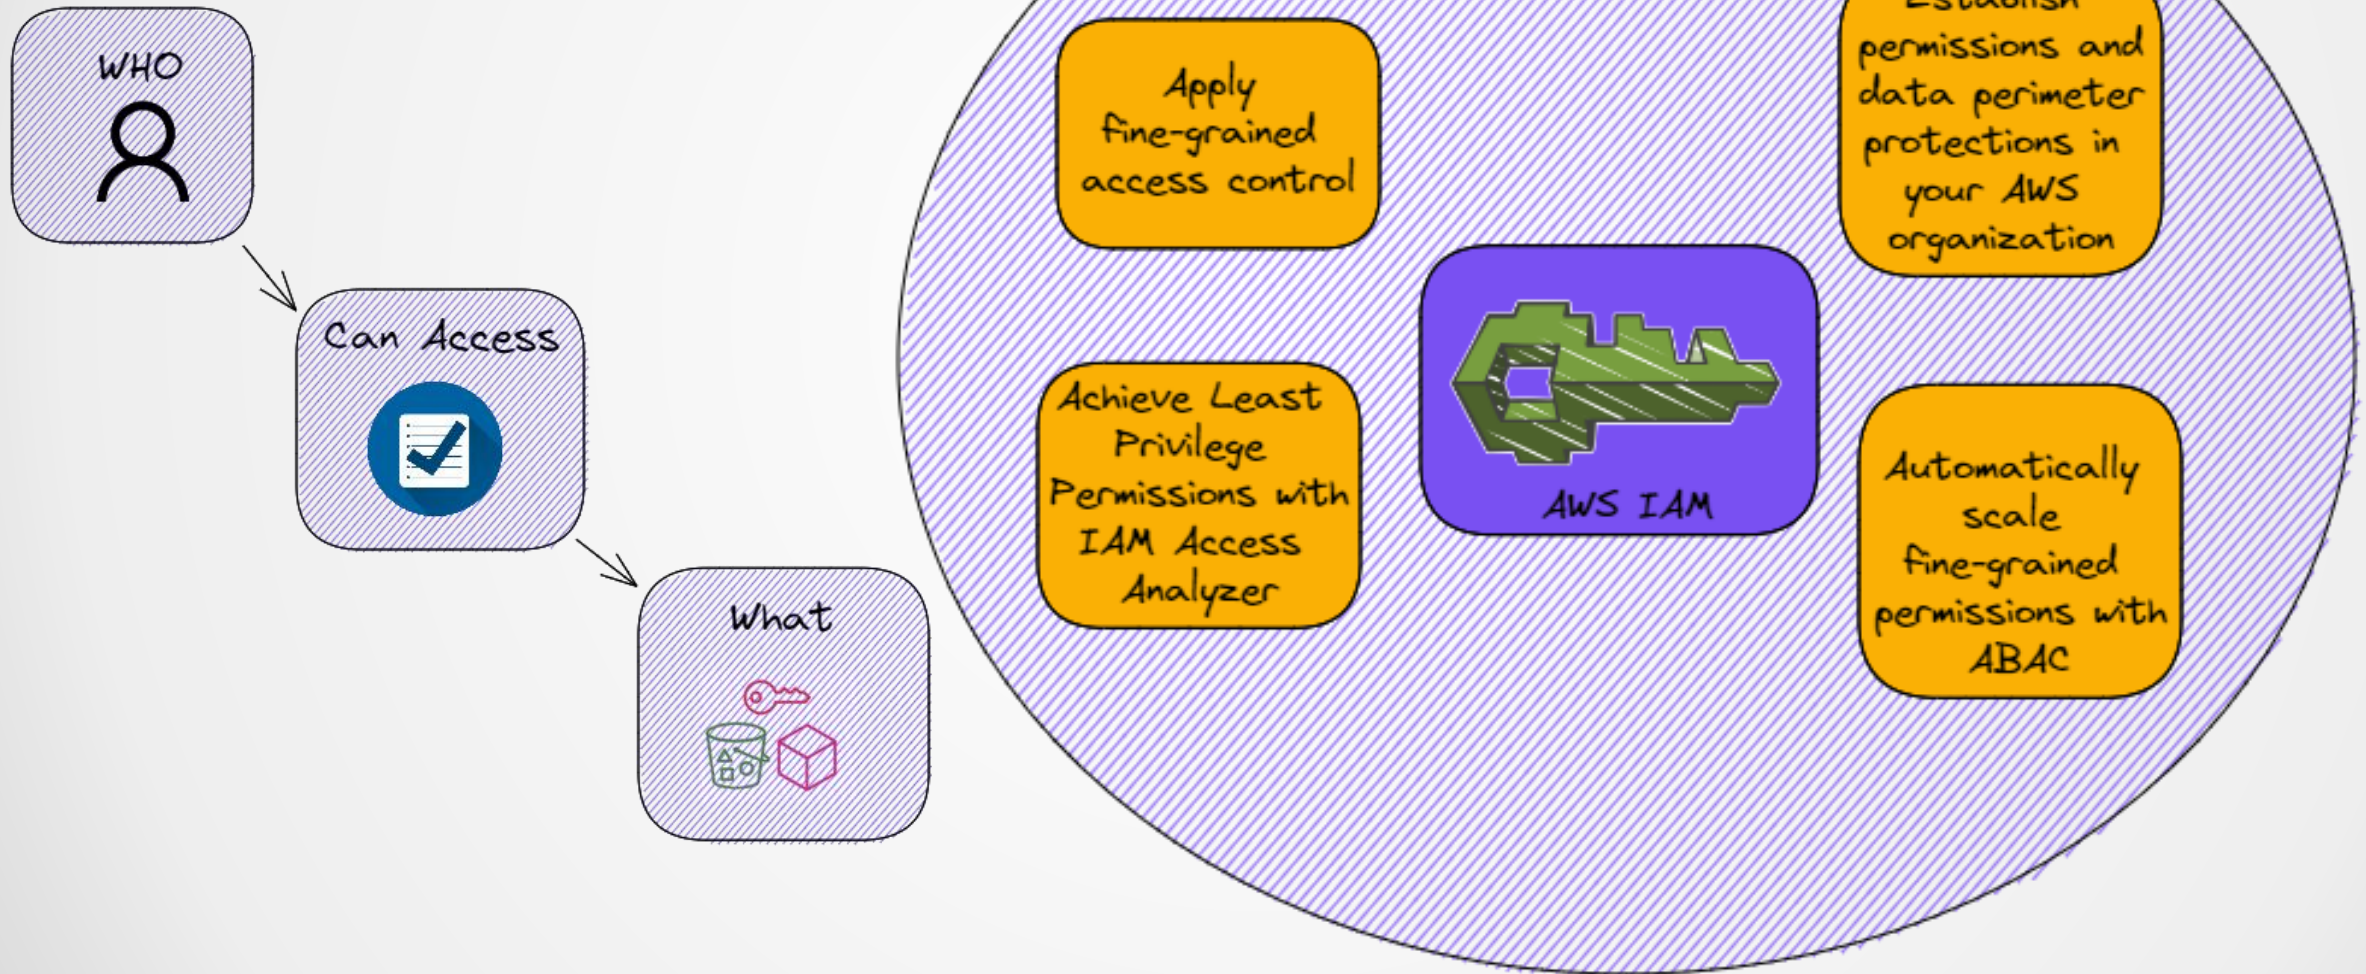 WHO
Can Access
What
Apply
fine-grained
access control
Establish
permissions and
data perimeter
protections in
your AWS
organization
Achieve Least
Privilege
Permissions with
IAM Access
Analyzer
AWS IAM
Automatically
scale
fine-grained
permissions with
ABAC